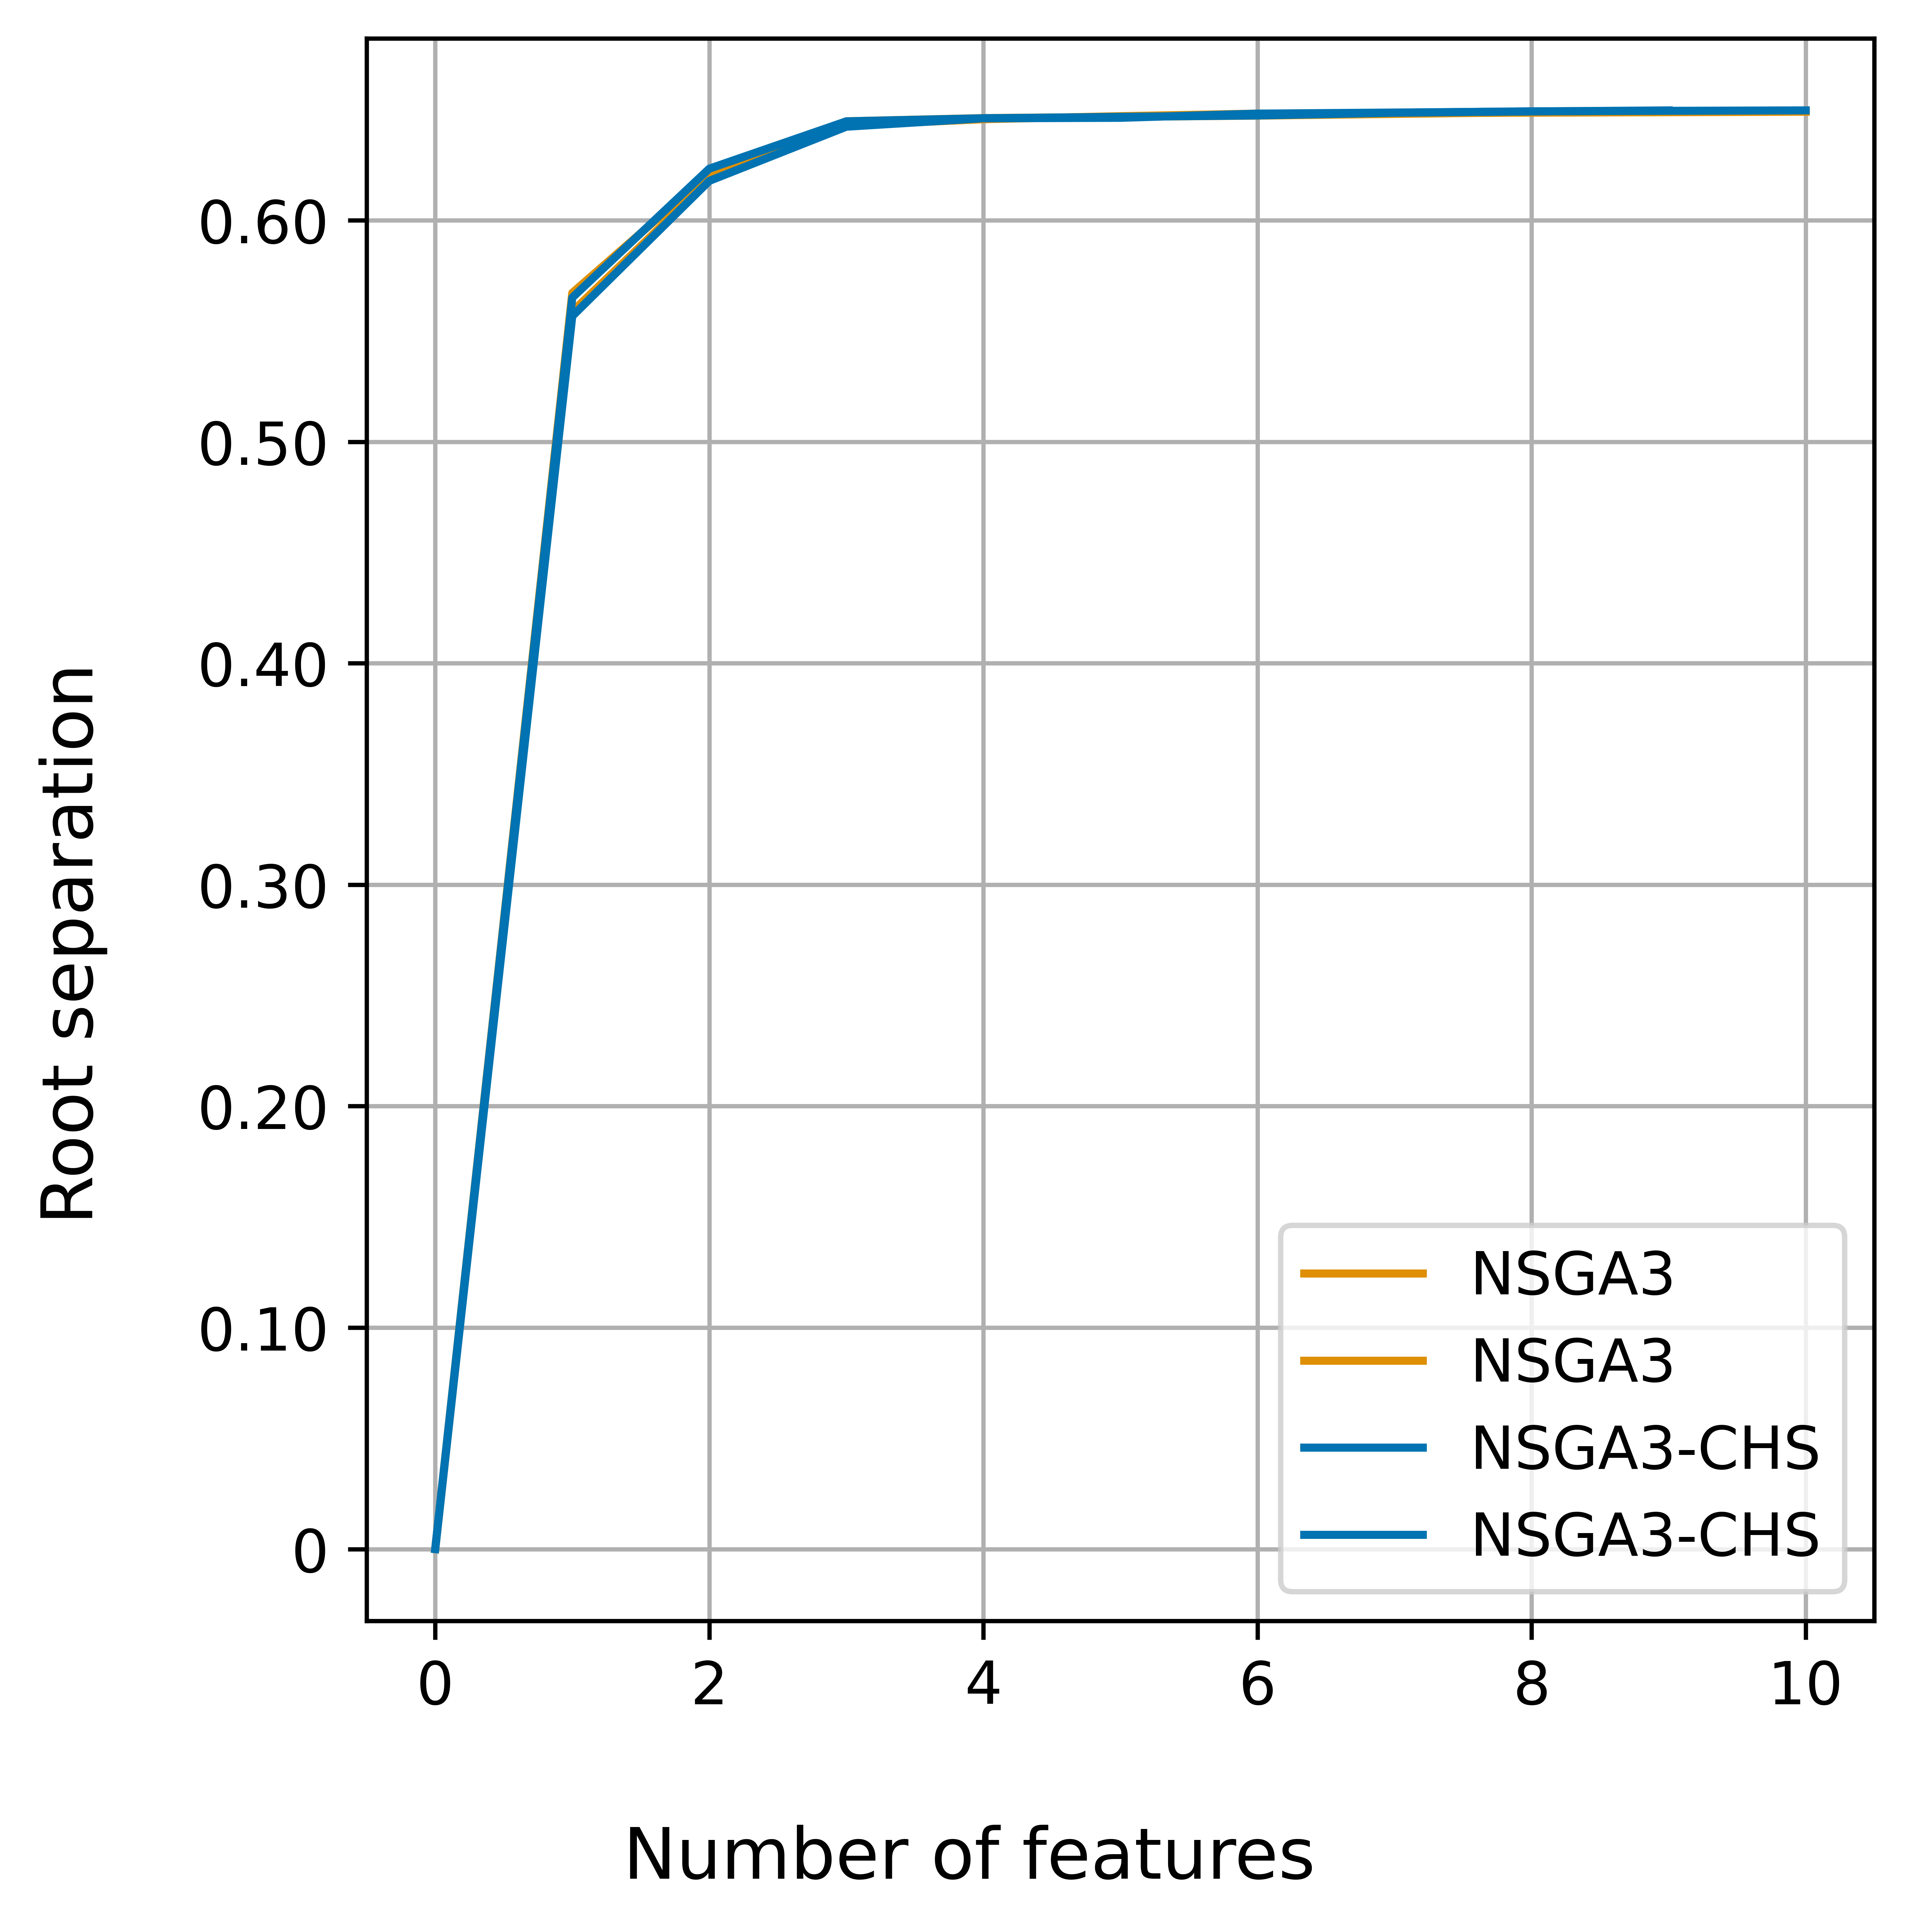 0.60
0.50
0.40
0.30
0.20
0.10
0
Root separation
NSGA3
NSGA3
NSGA3-CHS
NSGA3-CHS
0 2 4 6 8 10
Number of features